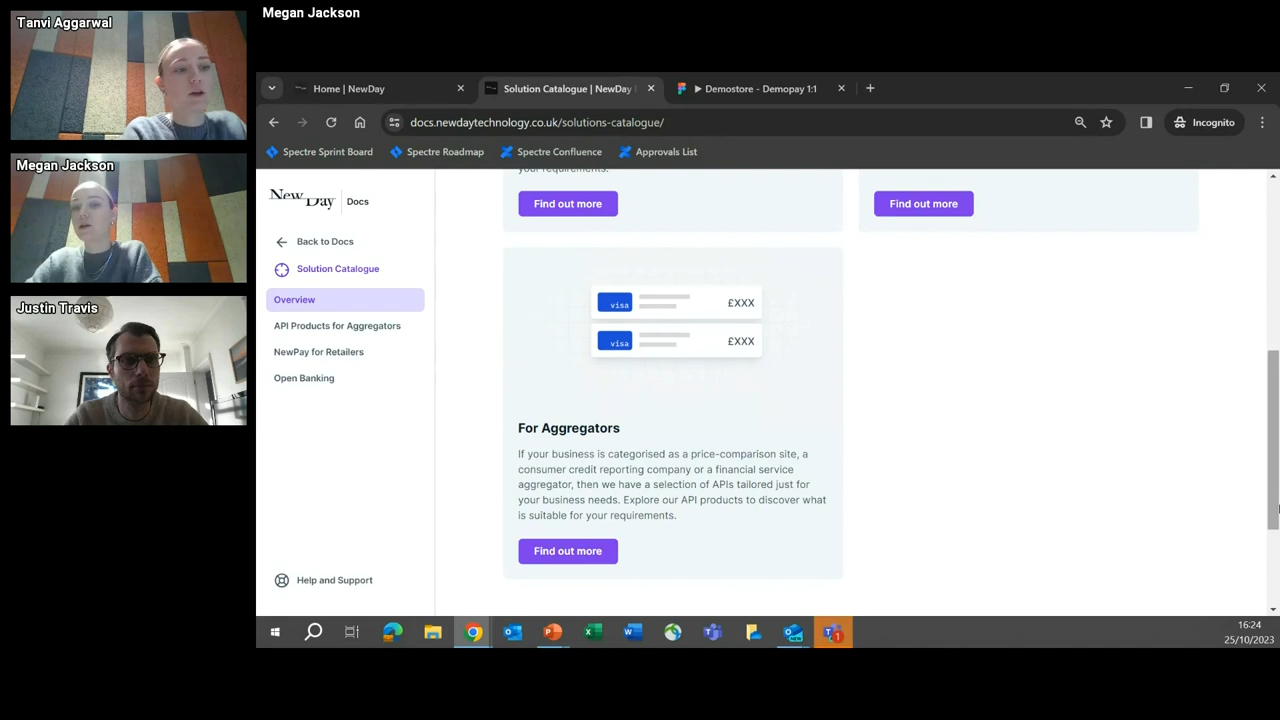 Tanvi Aggarwal
Megan Jackson
Justin Travis
Megan Jackson
Home | NewDay
Solution Catalogue | NewDay
Demostore - Demopay 1:1
docs.newdaytechnology.co.uk/solutions-catalogue/
Incognito
Spectre Sprint Board
Spectre Roadmap
Spectre Confluence
Approvals List
NewDay
Docs
Back to Docs
Solution Catalogue
Overview
API Products for Aggregators
NewPay for Retailers
Open Banking
Help and Support
your requirements.
Find out more
Find out more
visa
£XXX
visa
£XXX
For Aggregators
If your business is categorised as a price-comparison site, a
consumer credit reporting company or a financial service
aggregator, then we have a selection of APIs tailored just for
your business needs. Explore our API products to discover what
is suitable for your requirements.
Find out more
16:24
25/10/2023